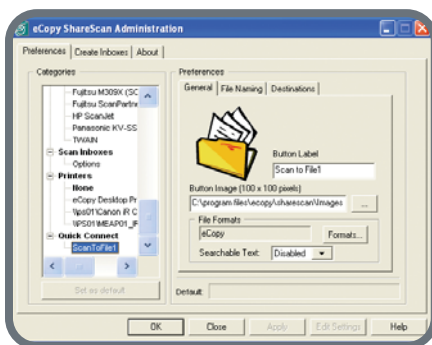 eCopy ShareScan Administration
Preferences
Create Inboxes
About
Categories
Fujitsu M309X (SC
Fujitsu ScanPartne
HP ScanJet
Panasonic KV-SS
TWAIN
Scan Inboxes
Options
Printers
None
eCopy Desktop Pr
\\ps01\Canon iR C
\\PS01\MEAP01_iF
Quick Connect
ScanToFile1
Set as default
Preferences
General
File Naming
Destinations
Button Label
Scan to File1
Button Image (100 x 100 pixels)
C:\program files\ecopy\sharescan\Images
...
File Formats
eCopy
Formats...
Searchable Text:
Disabled
Default:
OK
Close
Apply
Edit Settings
Help